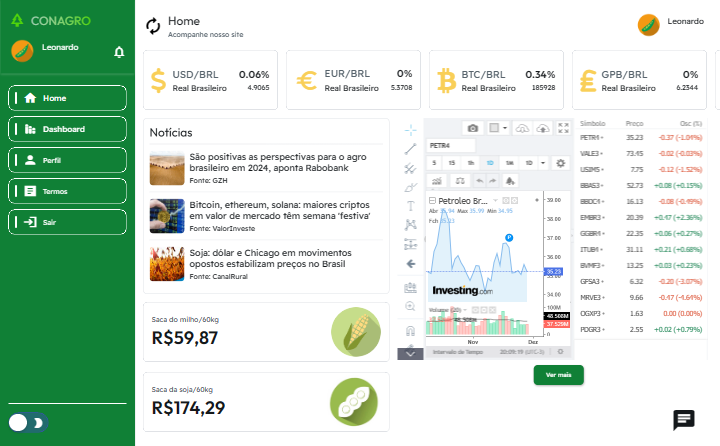 CONAGRO
Leonardo
Home
Dashboard
Perfil
Termos
Sair
Home
Acompanhe nosso site
Leonardo
USD/BRL 0.06%
Real Brasileiro 4.9065
EUR/BRL 0%
Real Brasileiro 5.3708
BTC/BRL 0.34%
Real Brasileiro 185928
GPB/BRL 0%
Real Brasileiro 6.2344
Notícias
São positivas as perspectivas para o agro
brasileiro em 2024, aponta Rabobank
Fonte: GZH
Bitcoin, ethereum, solana: maiores criptos
em valor de mercado têm semana 'festiva'
Fonte: ValorInveste
Soja: dólar e Chicago em movimentos
opostos estabilizam preços no Brasil
Fonte: CanalRural
Saca do milho/60kg
R$59,87
Saca da soja/60kg
R$174,29
PETR4
5 15 1h 1D 1M 1D
Petroleo Br...
Max 35.99 Min 34.95
Fch
39.00
38.00
37.00
36.00
35.23
34.00
Investing.com
Volume (20)
48.508M
100M
48.508M
37.529M
0
Nov Dez
Intervalo de Tempo 20:09:19 (UTC-3)
Símbolo Preço Osc (%)
PETR4 35.23 -0.37 (-1.04%)
VALE3 73.45 -0.02 (-0.03%)
USIM5 7.75 -0.12 (-1.52%)
BBAS3 52.73 +0.08 (+0.15%)
BBDC4 16.13 -0.08 (-0.49%)
EMBR3 20.39 +0.47 (+2.36%)
GGBR4 22.35 +0.06 (+0.27%)
ITUB4 31.11 +0.21 (+0.68%)
BVMF3 13.25 +0.03 (+0.23%)
GFSA3 6.32 -0.20 (-3.07%)
MRVE3 9.66 -0.47 (-4.64%)
OGXP3 1.63 0.00 (0.00%)
PDGR3 2.55 +0.02 (+0.79%)
Ver mais